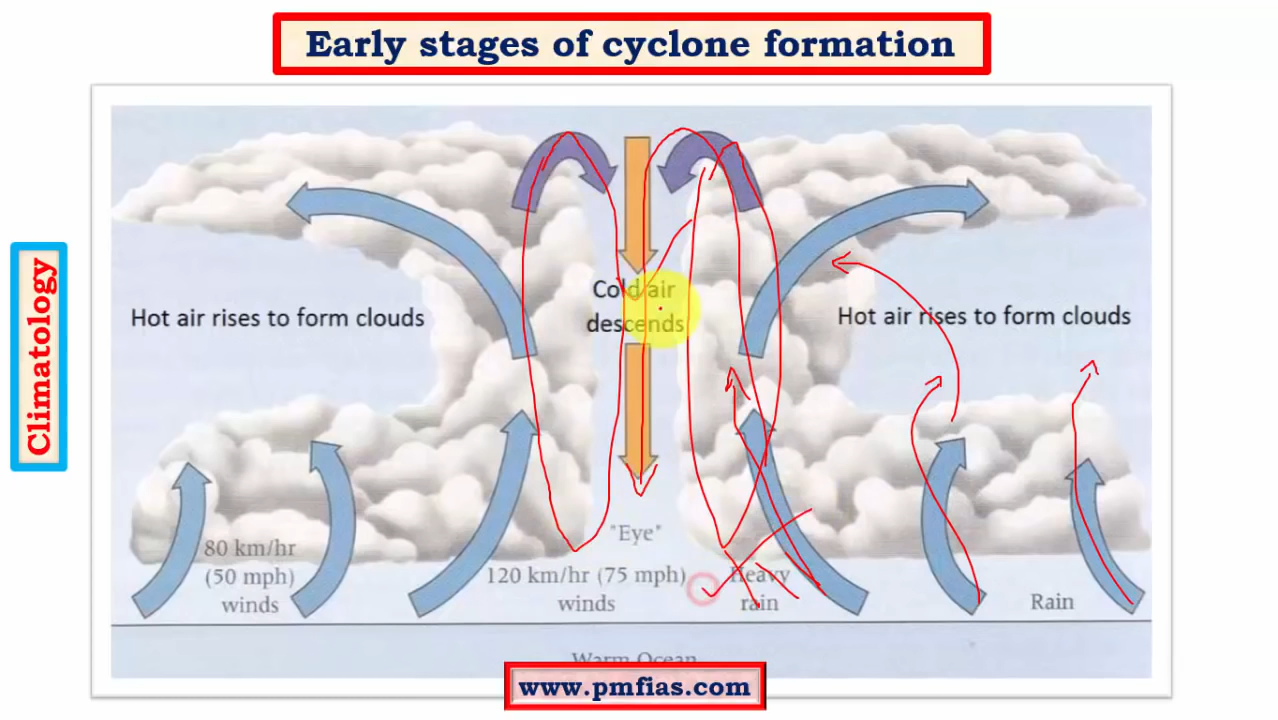 Early stages of cyclone formation
Climatology
Cold air
descends
Hot air rises to form clouds
Hot air rises to form clouds
"Eye"
80 km/hr
(50 mph)
winds
120 km/hr (75 mph)
winds
Heavy
rain
Rain
Warm Ocean
www.pmfias.com